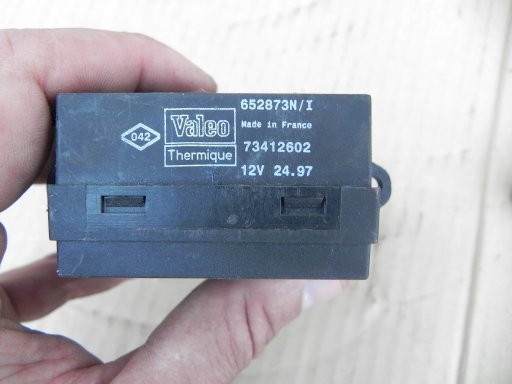 652873N/I
042
Valeo
Made in France
Thermique
73412602
12V 24.97